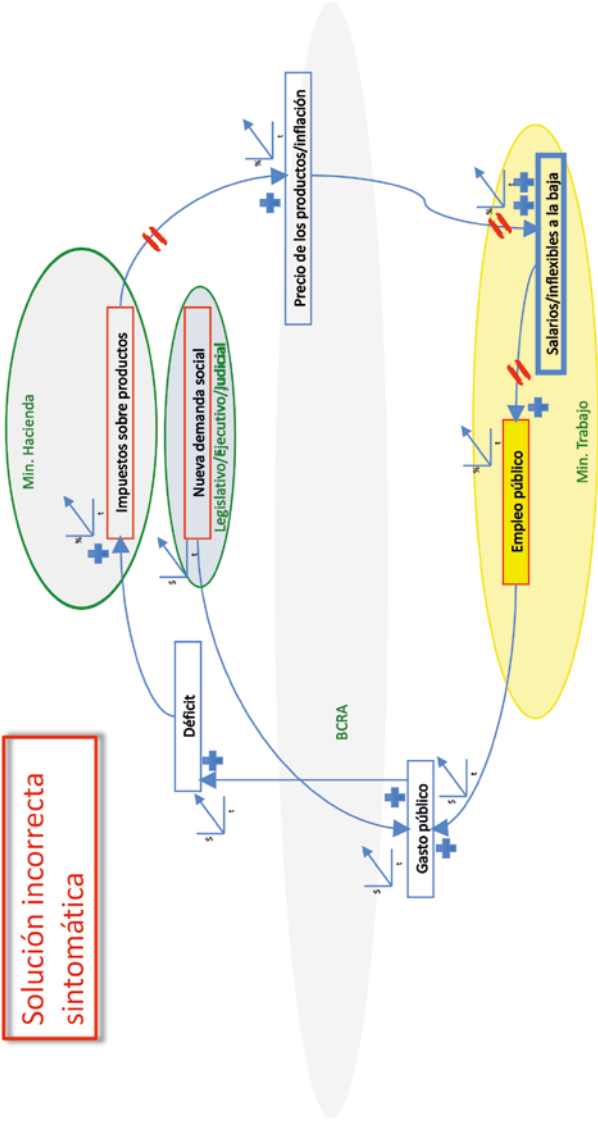 Solución incorrecta
sintomática
Min. Hacienda
%
t
Impuestos sobre productos
$
t
Déficit
Nueva demanda social
Legislativo/Ejecutivo/Judicial
$
t
%
t
Precio de los productos/inflación
BCRA
$
t
Gasto público
$
t
%
t
Empleo público
%
t
Salarios/inflexibles a la baja
Min. Trabajo